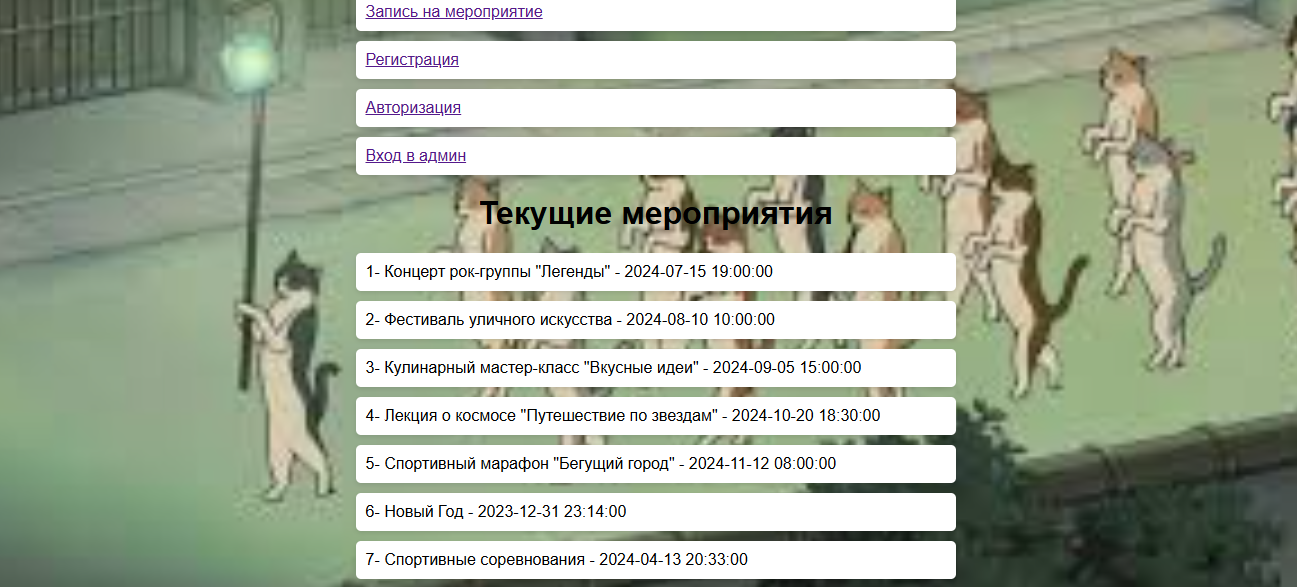 Запись на мероприятие
Регистрация
Авторизация
Вход в админ
Текущие мероприятия
1- Концерт рок-группы "Легенды" - 2024-07-15 19:00:00
2- Фестиваль уличного искусства - 2024-08-10 10:00:00
3- Кулинарный мастер-класс "Вкусные идеи" - 2024-09-05 15:00:00
4- Лекция о космосе "Путешествие по звездам" - 2024-10-20 18:30:00
5- Спортивный марафон "Бегущий город" - 2024-11-12 08:00:00
6- Новый Год - 2023-12-31 23:14:00
7- Спортивные соревнования - 2024-04-13 20:33:00